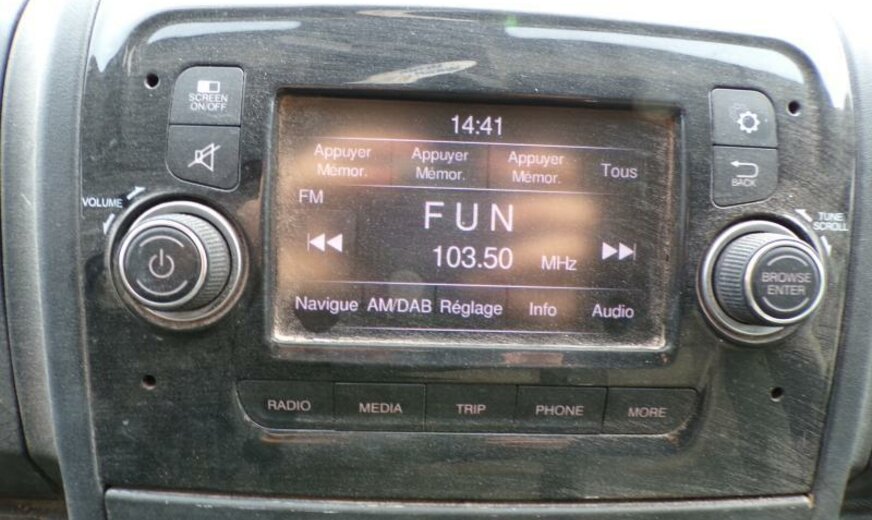 SCREEN
ON/OFF
14:41
Appuyer Appuyer Appuyer Tous
Mémor. Mémor. Mémor.
VOLUME
FM
FUN
TUNE
SCROLL
BACK
103.50 MHz
BROWSE
ENTER
Navigue AM/DAB Réglage Info Audio
RADIO MEDIA TRIP PHONE MORE